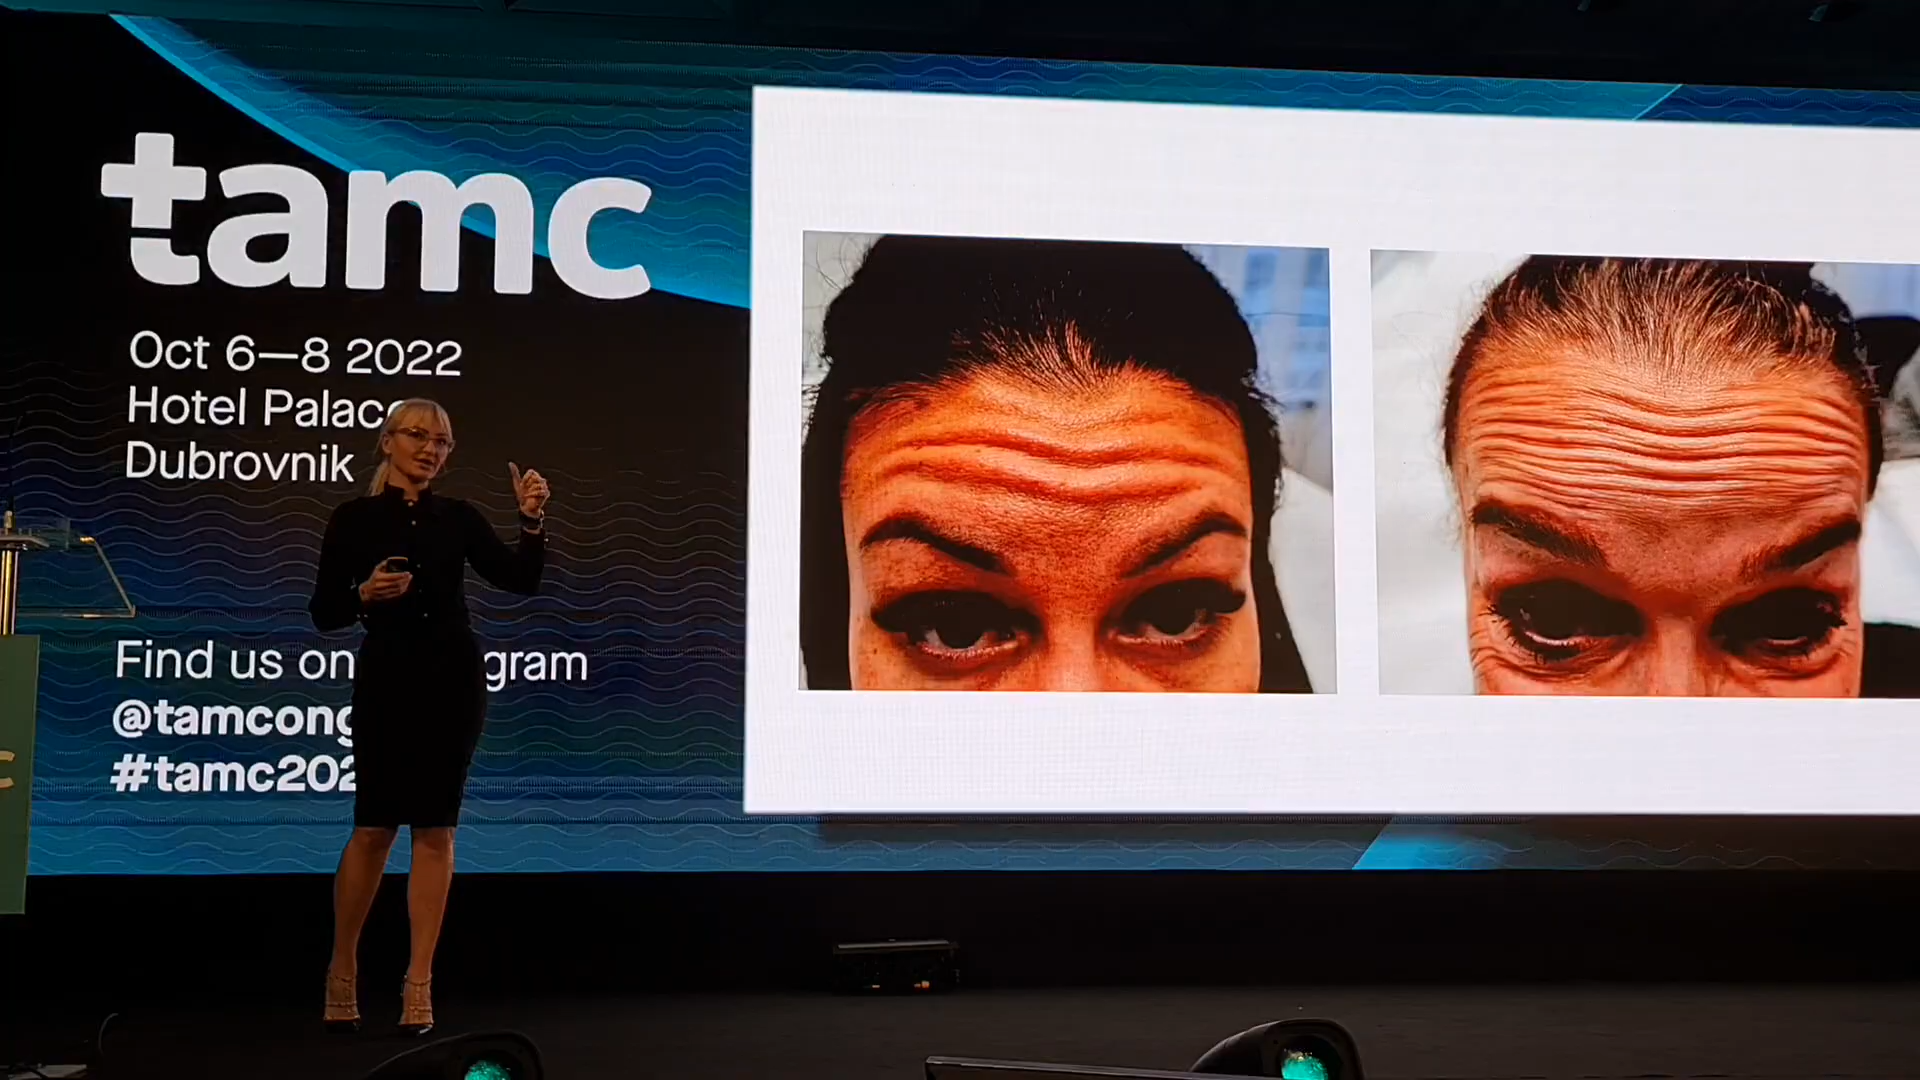 tamc
Oct 6—8 2022
Hotel Palac
Dubrovnik
Find us on gram
@tamcong
#tamc202
C